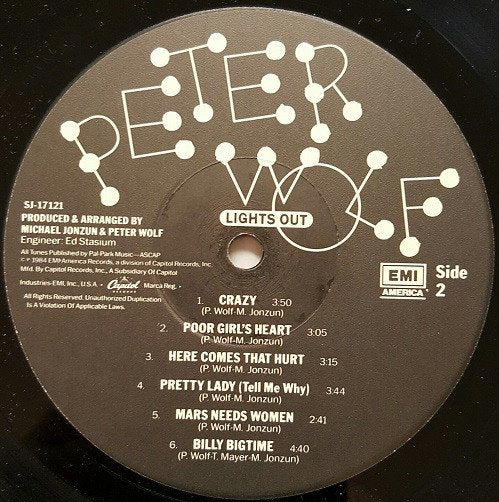 PETER
WOLF
LIGHTS OUT
SJ-17121
PRODUCED & ARRANGED BY
MICHAEL JONZUN & PETER WOLF
Engineer: Ed Stasium
All Tunes Published by Pal-Park Music—ASCAP
© ℗ 1984 EMI America Records, a division of Capitol Records, Inc.
Mfd. By Capitol Records, Inc., A Subsidiary Of Capitol
Industries-EMI, Inc., U.S.A. • Capitol RECORDS Marca Reg. •
All Rights Reserved. Unauthorized Duplication
Is A Violation Of Applicable Laws.
EMI
AMERICA
Side
2
1. CRAZY 3:50
(P. Wolf-M. Jonzun)
2. POOR GIRL'S HEART 3:05
(P. Wolf-M. Jonzun)
3. HERE COMES THAT HURT 3:15
(P. Wolf-M. Jonzun)
4. PRETTY LADY (Tell Me Why) 3:44
(P. Wolf-M. Jonzun)
5. MARS NEEDS WOMEN 2:41
(P. Wolf-M. Jonzun)
6. BILLY BIGTIME 4:40
(P. Wolf-T. Mayer-M. Jonzun)